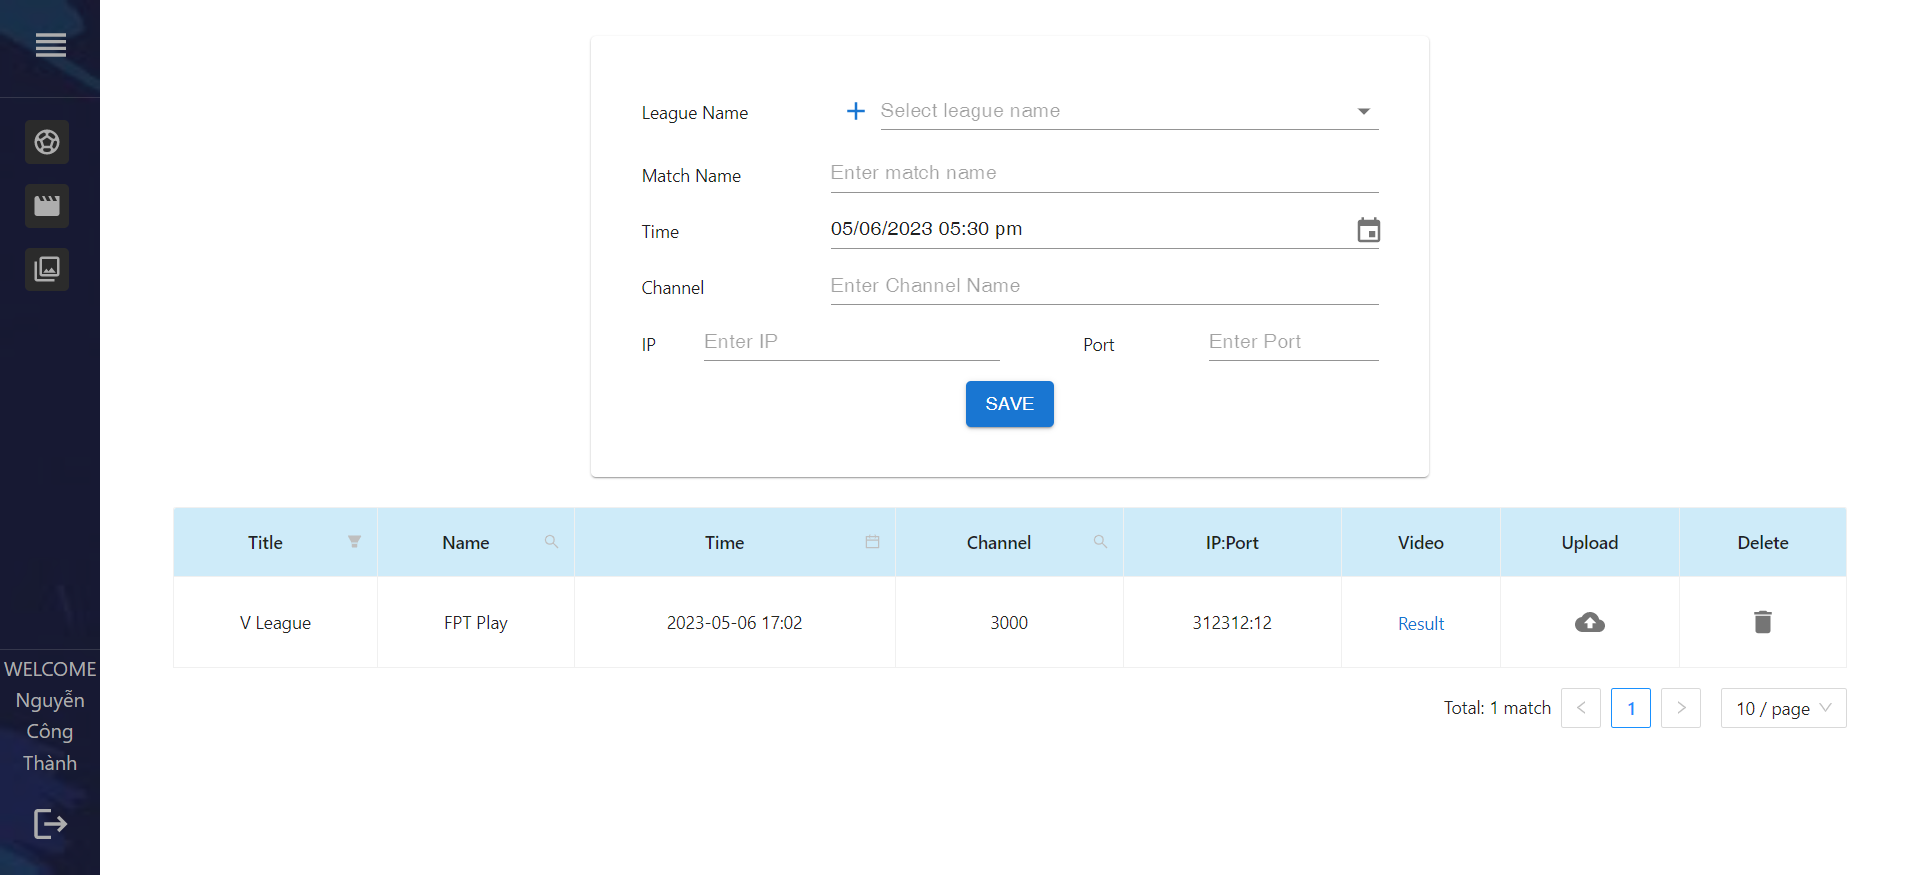 League Name
Select league name
Match Name
Enter match name
Time
05/06/2023 05:30 pm
Channel
Enter Channel Name
IP
Enter IP
Port
Enter Port
SAVE
Title Name Time Channel IP:Port Video Upload Delete
V League FPT Play 2023-05-06 17:02 3000 312312:12 Result
Total: 1 match 1 10 / page
WELCOME
Nguyễn
Công
Thành